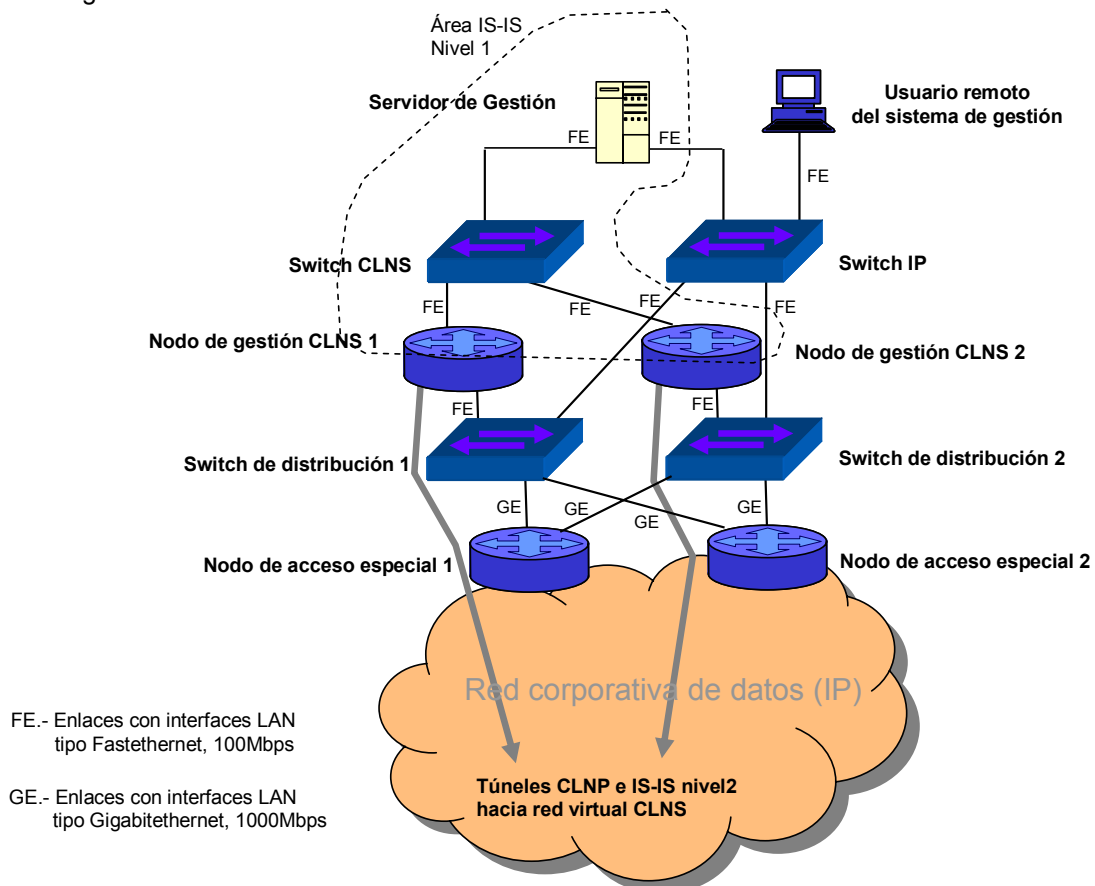 Área IS-IS
Nivel 1
Servidor de Gestión
Usuario remoto
del sistema de gestión
FE
FE
FE
Switch CLNS
Switch IP
FE
FE
FE
FE
Nodo de gestión CLNS 1
Nodo de gestión CLNS 2
FE
FE
Switch de distribución 1
Switch de distribución 2
GE
GE
GE
GE
Nodo de acceso especial 1
Nodo de acceso especial 2
Red corporativa de datos (IP)
FE.- Enlaces con interfaces LAN
tipo Fastethernet, 100Mbps
GE.- Enlaces con interfaces LAN
tipo Gigabitethernet, 1000Mbps
Túneles CLNP e IS-IS nivel2
hacia red virtual CLNS